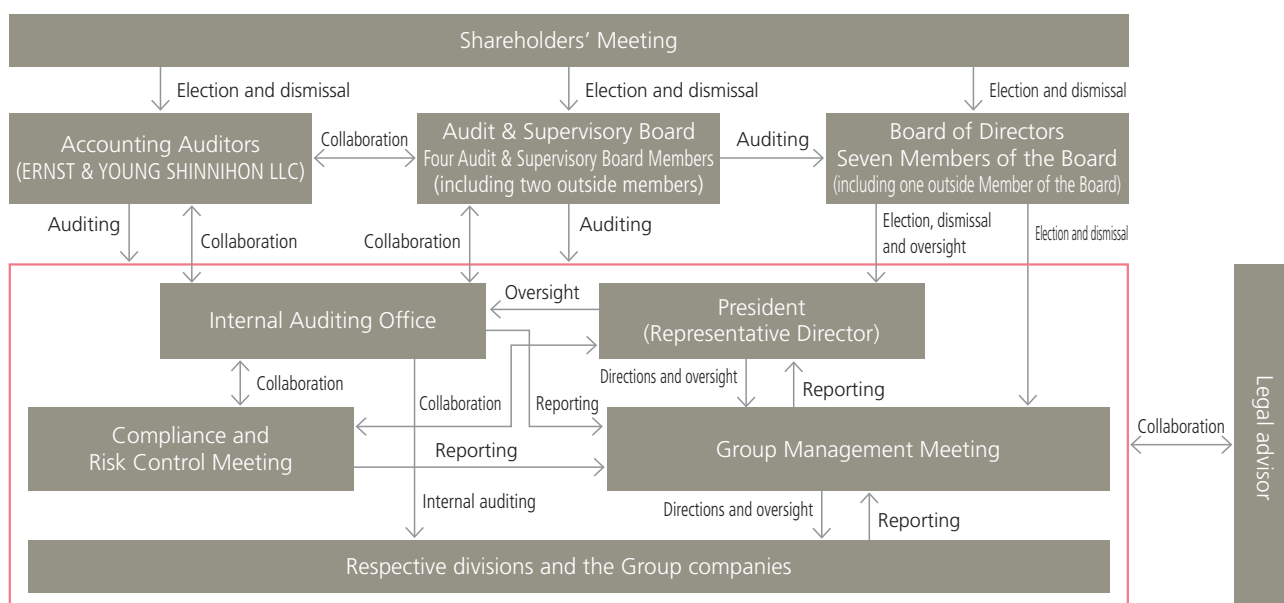 Shareholders’ Meeting
Election and dismissal
Election and dismissal
Election and dismissal
Accounting Auditors
(ERNST & YOUNG SHINNIHON LLC)
Collaboration
Audit & Supervisory Board
Four Audit & Supervisory Board Members
(including two outside members)
Auditing
Board of Directors
Seven Members of the Board
(including one outside Member of the Board)
Auditing
Collaboration
Collaboration
Auditing
Election, dismissal
and oversight
Election and dismissal
Internal Auditing Office
Oversight
President
(Representative Director)
Collaboration
Collaboration
Reporting
Directions and oversight
Reporting
Compliance and
Risk Control Meeting
Reporting
Group Management Meeting
Collaboration
Legal advisor
Internal auditing
Directions and oversight
Reporting
Respective divisions and the Group companies